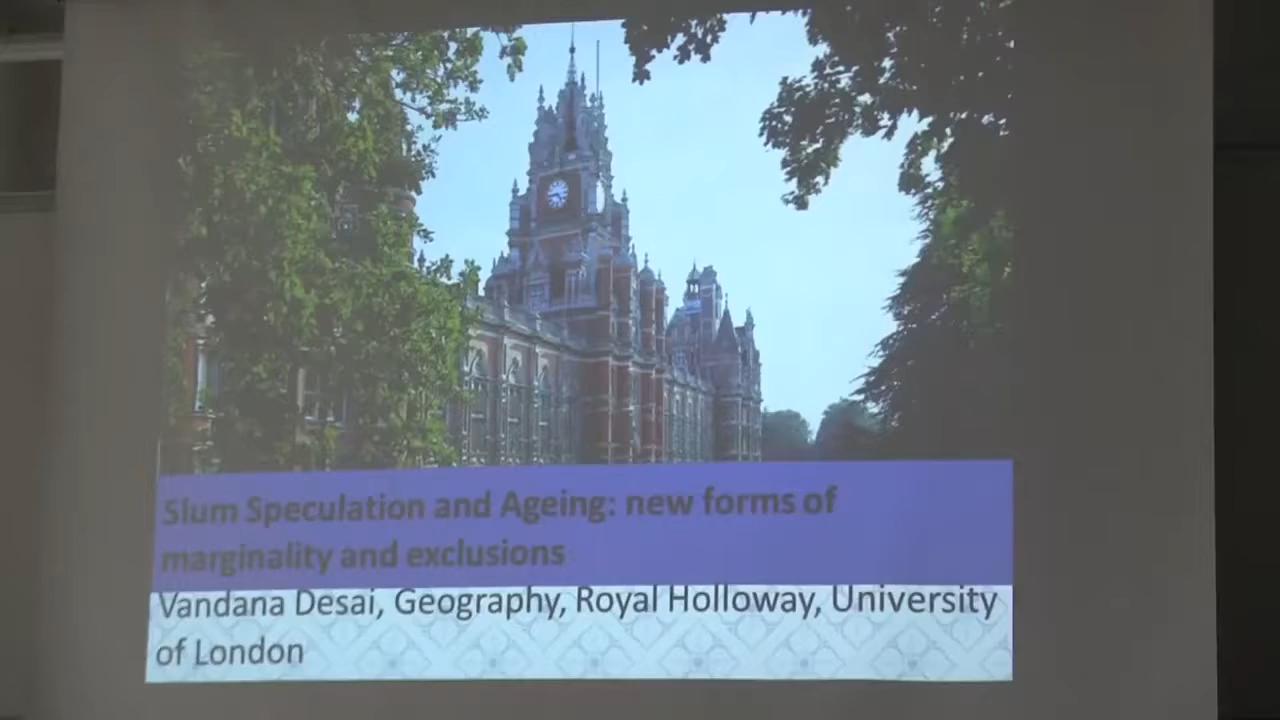 Slum Speculation and Ageing: new forms of
marginality and exclusions
Vandana Desai, Geography, Royal Holloway, University
of London